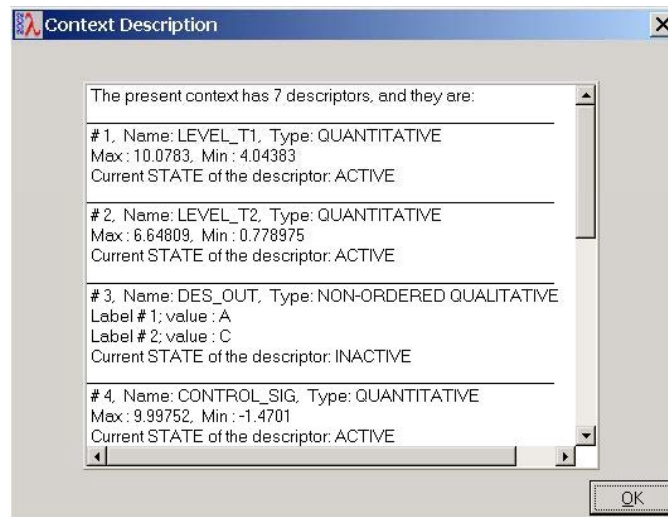 Context Description
The present context has 7 descriptors, and they are:
# 1, Name: LEVEL_T1, Type: QUANTITATIVE
Max : 10.0783, Min : 4.04383
Current STATE of the descriptor: ACTIVE
# 2, Name: LEVEL_T2, Type: QUANTITATIVE
Max : 6.64809, Min : 0.778975
Current STATE of the descriptor: ACTIVE
# 3, Name: DES_OUT, Type: NON-ORDERED QUALITATIVE
Label # 1; value : A
Label # 2; value : C
Current STATE of the descriptor: INACTIVE
# 4, Name: CONTROL_SIG, Type: QUANTITATIVE
Max : 9.99752, Min : -1.4701
Current STATE of the descriptor: ACTIVE
OK